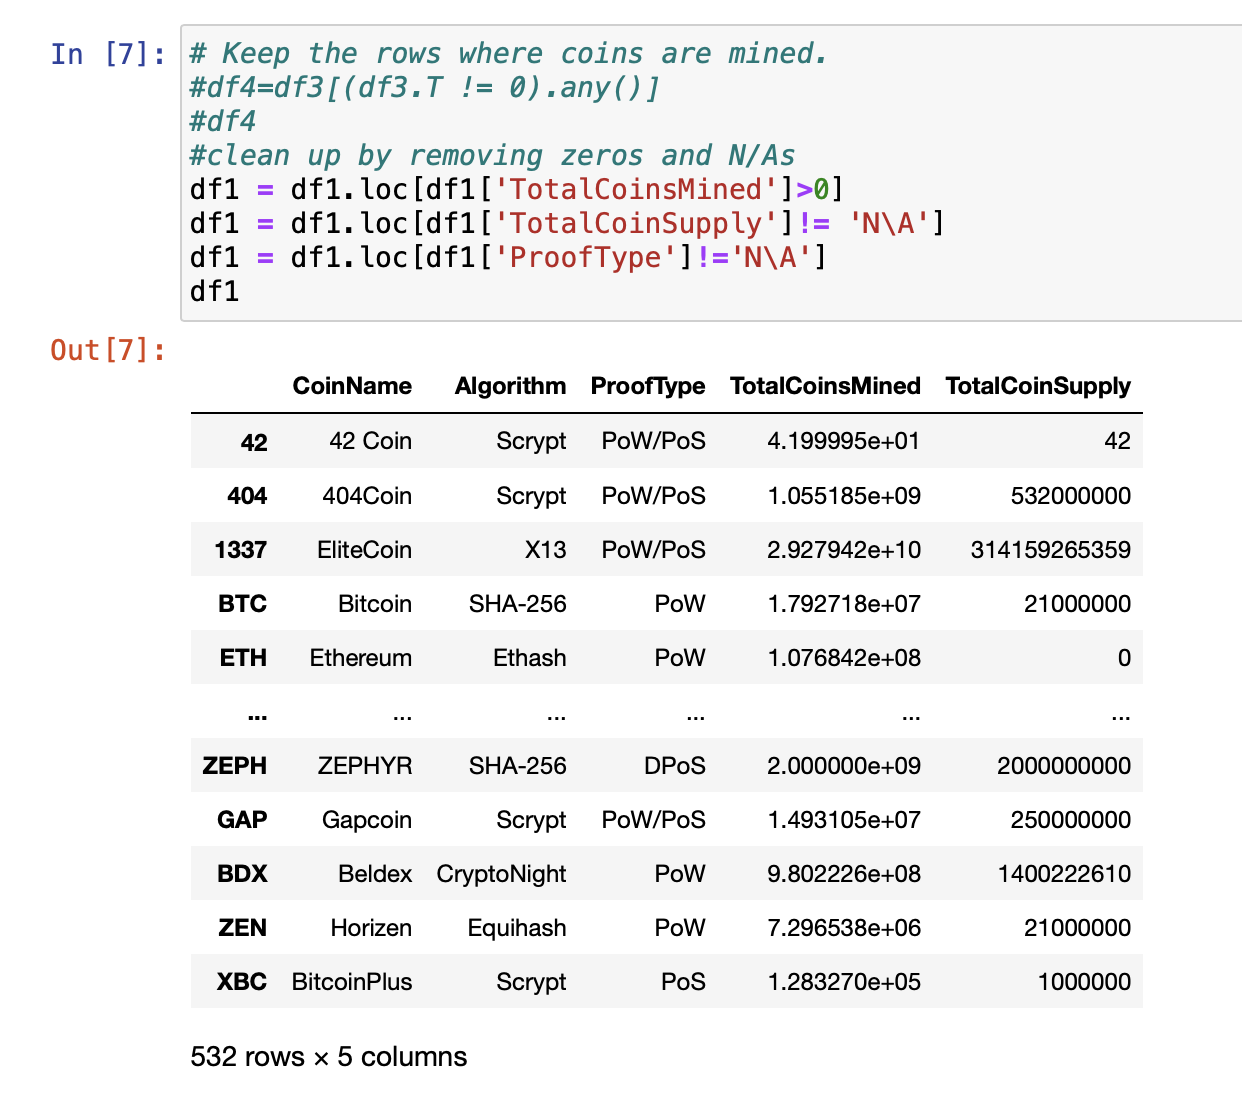 In [7]: # Keep the rows where coins are mined.
#df4=df3[(df3.T != 0).any()]
#df4
#clean up by removing zeros and N/As
df1 = df1.loc[df1['TotalCoinsMined']>0]
df1 = df1.loc[df1['TotalCoinSupply']!= 'N\A']
df1 = df1.loc[df1['ProofType']!='N\A']
df1
Out[7]:
CoinName Algorithm ProofType TotalCoinsMined TotalCoinSupply
42 42 Coin Scrypt PoW/PoS 4.199995e+01 42
404 404Coin Scrypt PoW/PoS 1.055185e+09 532000000
1337 EliteCoin X13 PoW/PoS 2.927942e+10 314159265359
BTC Bitcoin SHA-256 PoW 1.792718e+07 21000000
ETH Ethereum Ethash PoW 1.076842e+08 0
... ... ... ... ... ...
ZEPH ZEPHYR SHA-256 DPoS 2.000000e+09 2000000000
GAP Gapcoin Scrypt PoW/PoS 1.493105e+07 250000000
BDX Beldex CryptoNight PoW 9.802226e+08 1400222610
ZEN Horizen Equihash PoW 7.296538e+06 21000000
XBC BitcoinPlus Scrypt PoS 1.283270e+05 1000000
532 rows × 5 columns